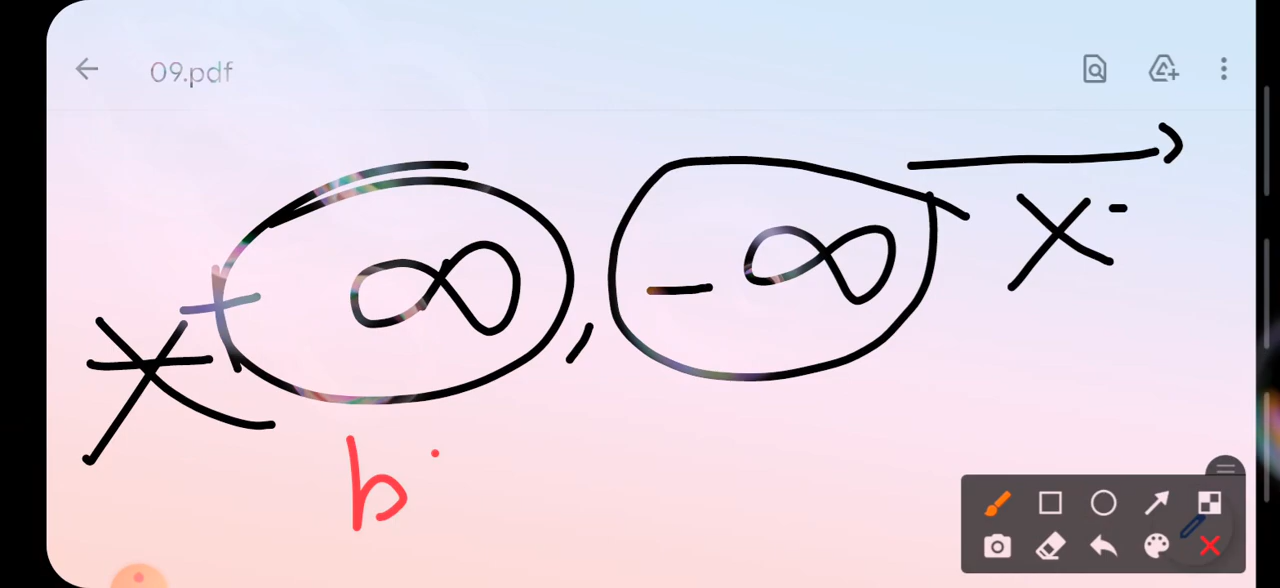 09.pdf
x⁺ ∞, -∞ x⁻
b